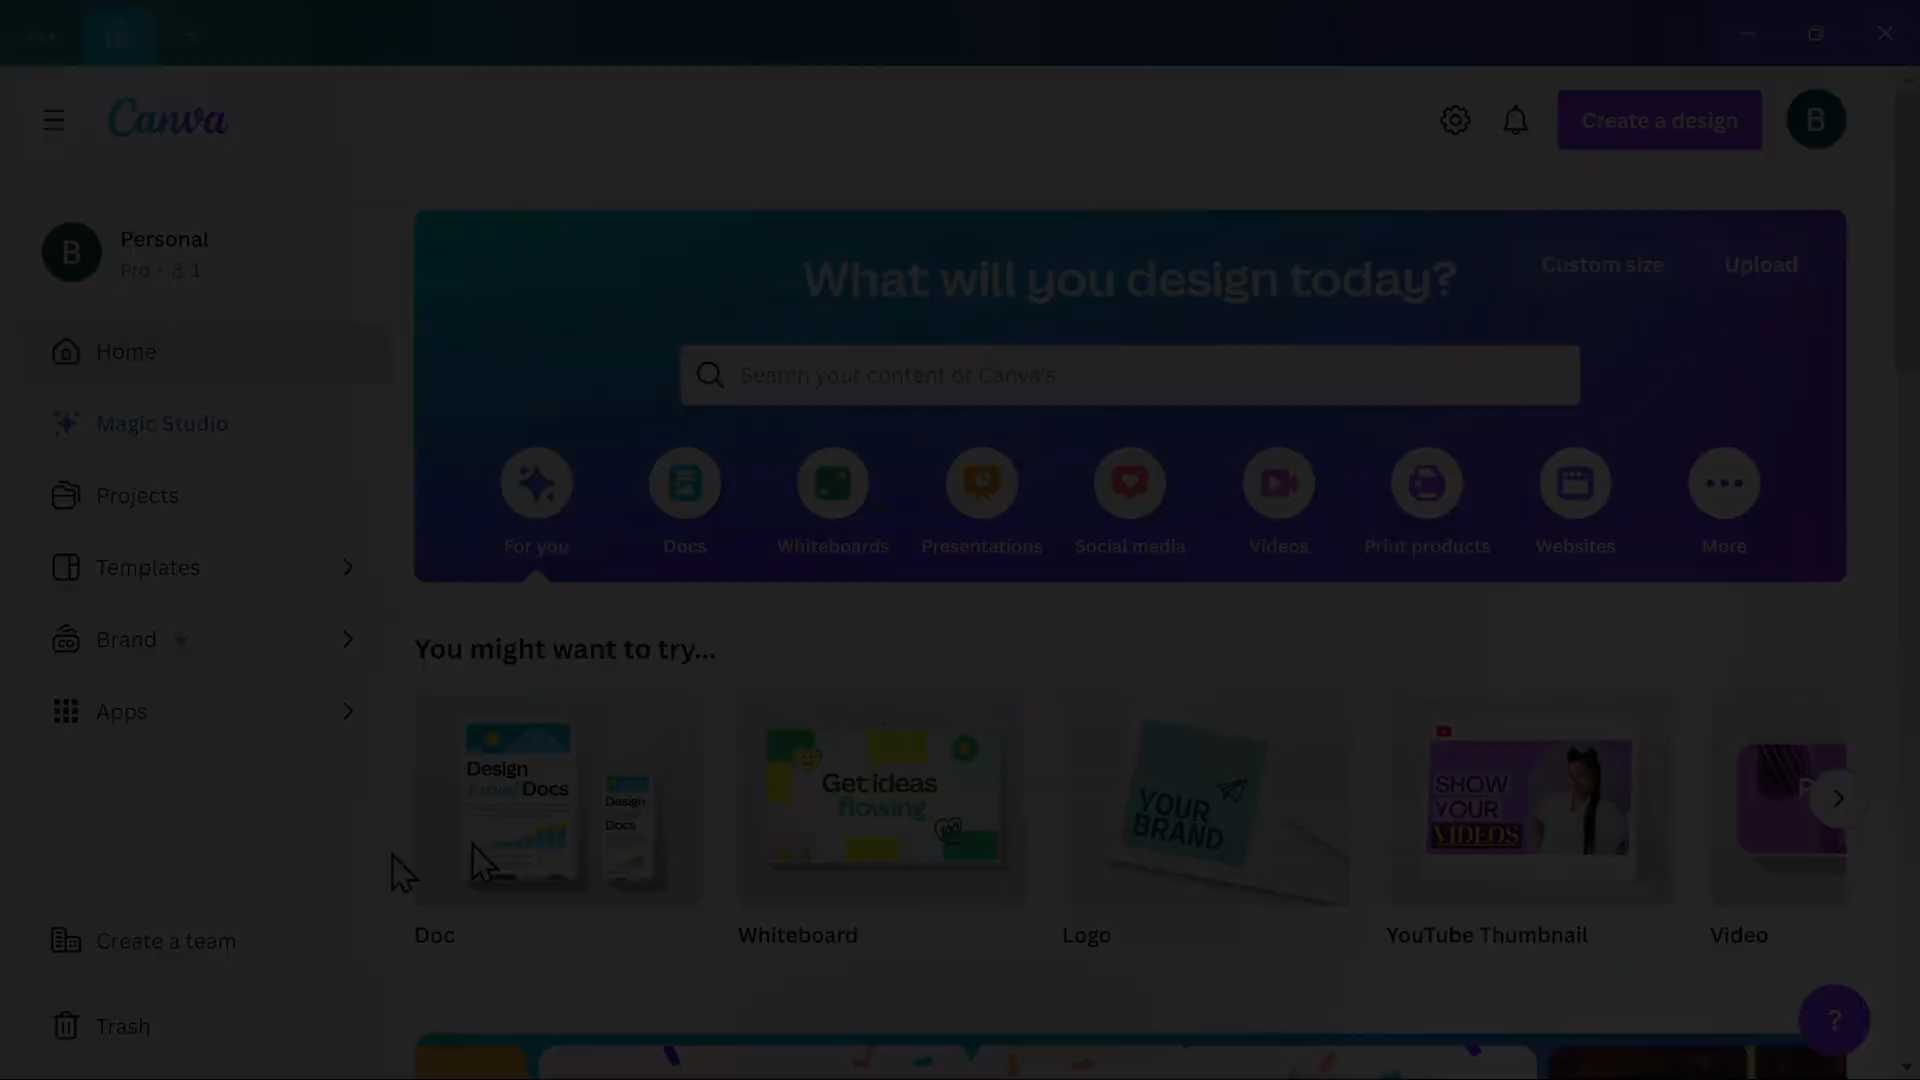 Canva
Create a design
B
B
Personal
Pro • 1
What will you design today?
Custom size
Upload
Search your content or Canva's
Home
Magic Studio
Projects
Templates
Brand
Apps
For you
Docs
Whiteboards
Presentations
Social media
Videos
Print products
Websites
More
You might want to try...
Design
Docs
Design
Docs
Get ideas
flowing
YOUR
BRAND
SHOW
YOUR
VIDEOS
Doc
Whiteboard
Logo
YouTube Thumbnail
Video
Create a team
Trash
?